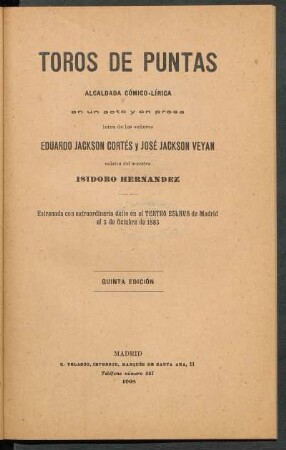 TOROS DE PUNTAS
ALCALDADA CÓMICO-LÍRICA
en un acto y en prosa
letra de los señores
EDUARDO JACKSON CORTÉS y JOSÉ JACKSON VEYAN
música del maestro
ISIDORO HERNANDEZ
Estrenada con extraordinario éxito en el TEATRO ESLAVA de Madrid
el 5 de Octubre de 1885
QUINTA EDICIÓN
MADRID
R. VELASCO, IMPRESOR, MARQUÉS DE SANTA ANA, 11
Teléfono número 551
1908